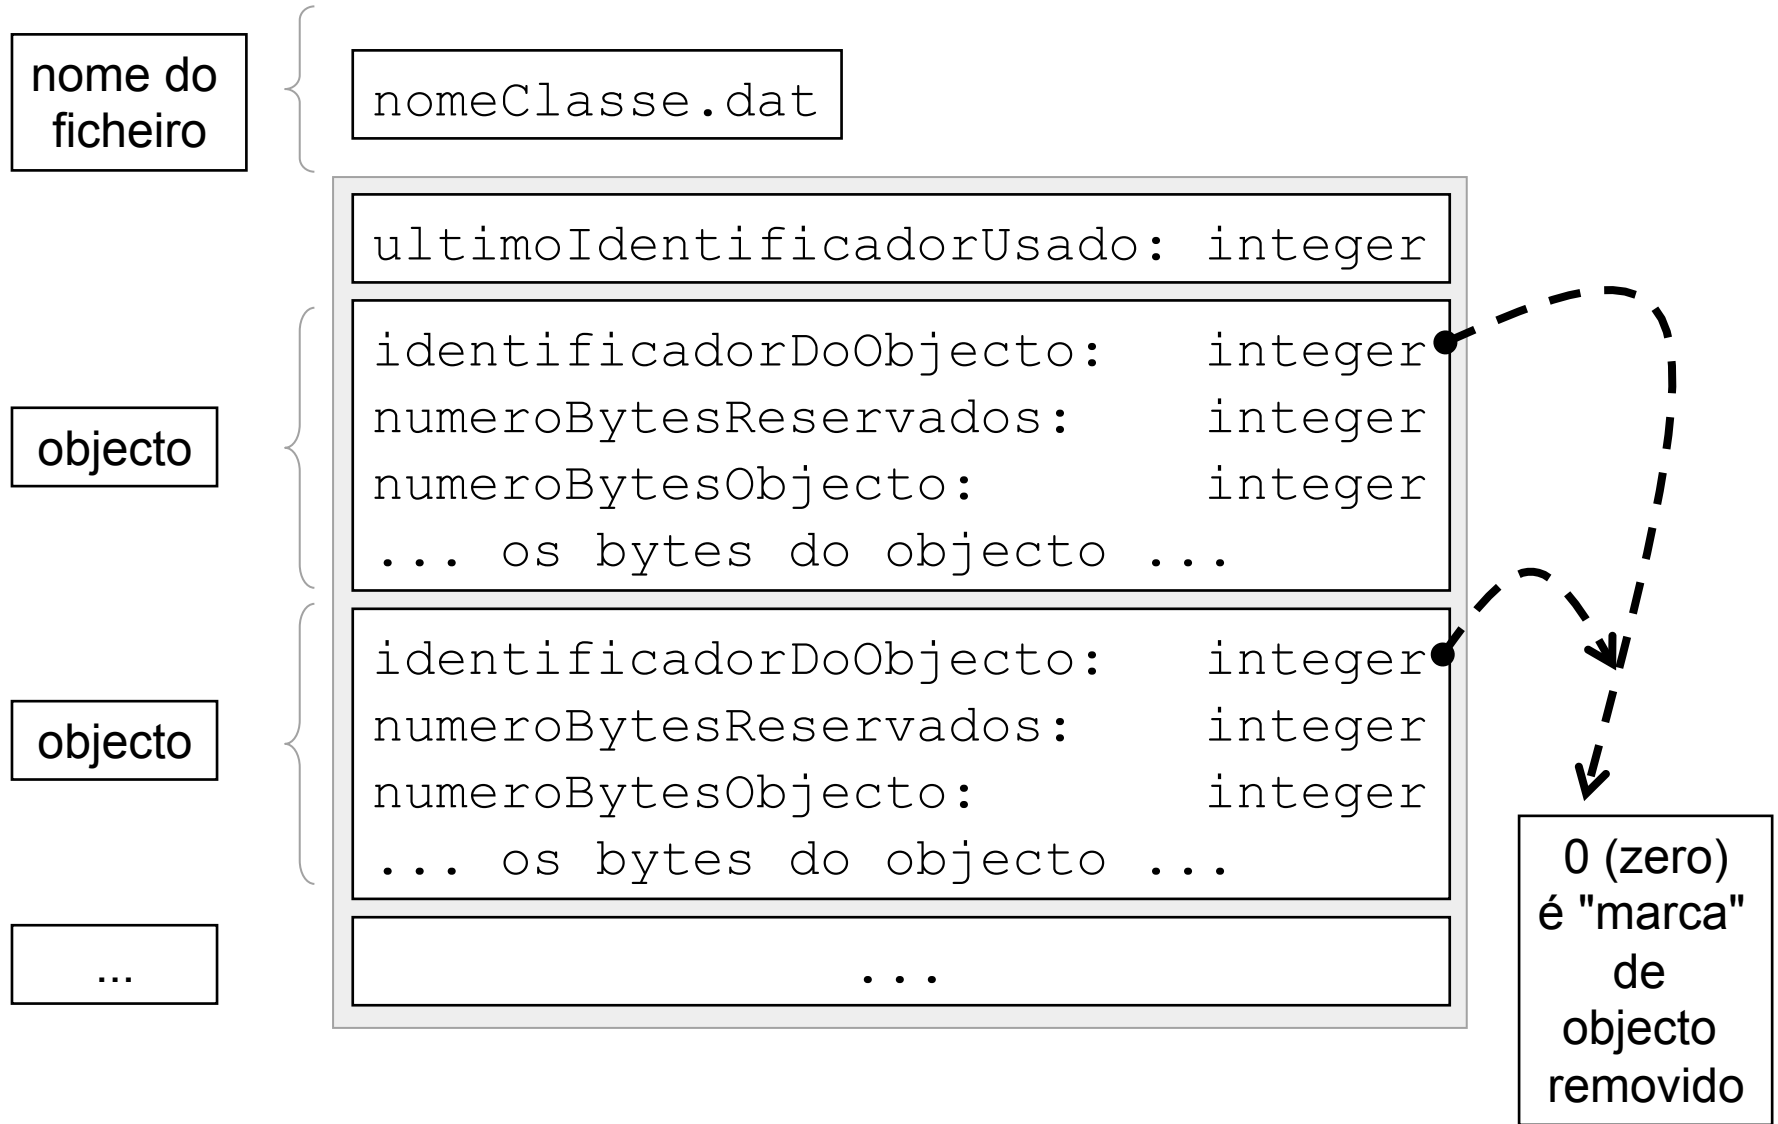 nome do
ficheiro
nomeClasse.dat
ultimoIdentificadorUsado: integer
objecto
identificadorDoObjecto: integer
numeroBytesReservados: integer
numeroBytesObjecto: integer
... os bytes do objecto ...
objecto
identificadorDoObjecto: integer
numeroBytesReservados: integer
numeroBytesObjecto: integer
... os bytes do objecto ...
...
...
0 (zero)
é "marca"
de
objecto
removido